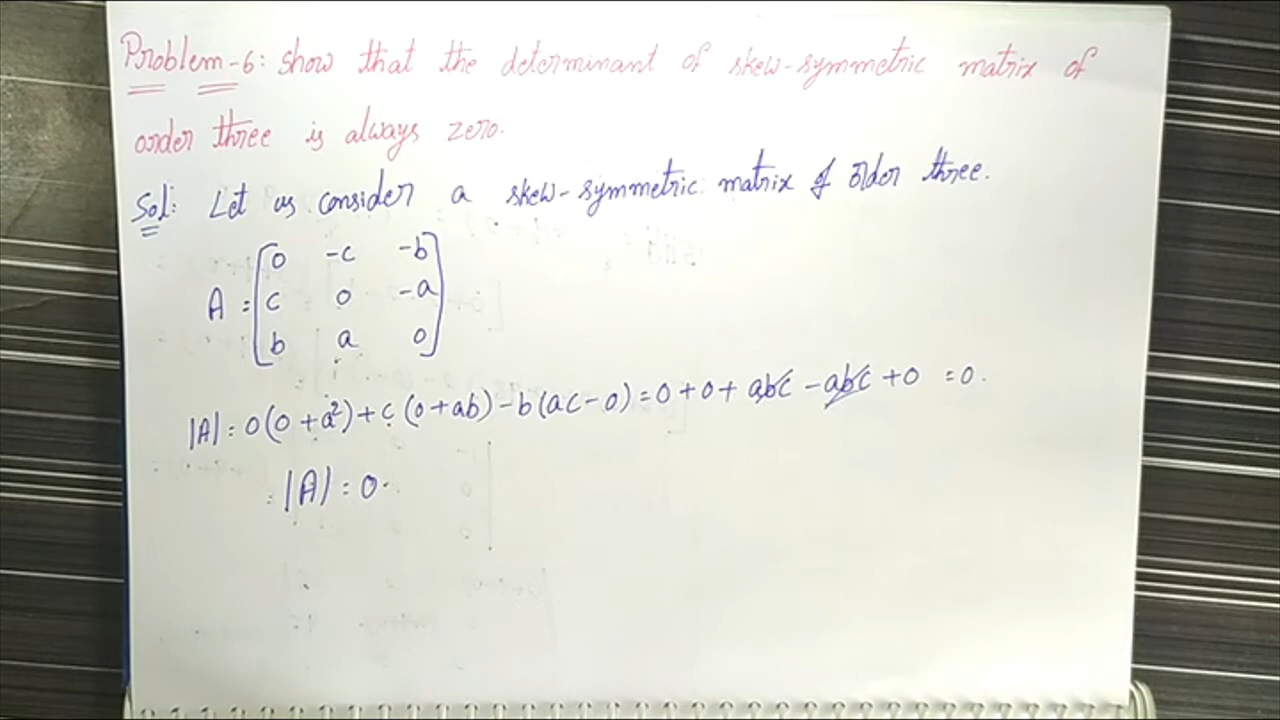 Problem-6: Show that the determinant of skew-symmetric matrix of
order three is always zero.
Sol: Let us consider a skew-symmetric matrix of order three.
A = [0 -c -b
c 0 -a
b a 0]
|A| = 0(0+a²)+c(0+ab)-b(ac-0)=0+0+abc-abc+0 =0.
|A| = 0.